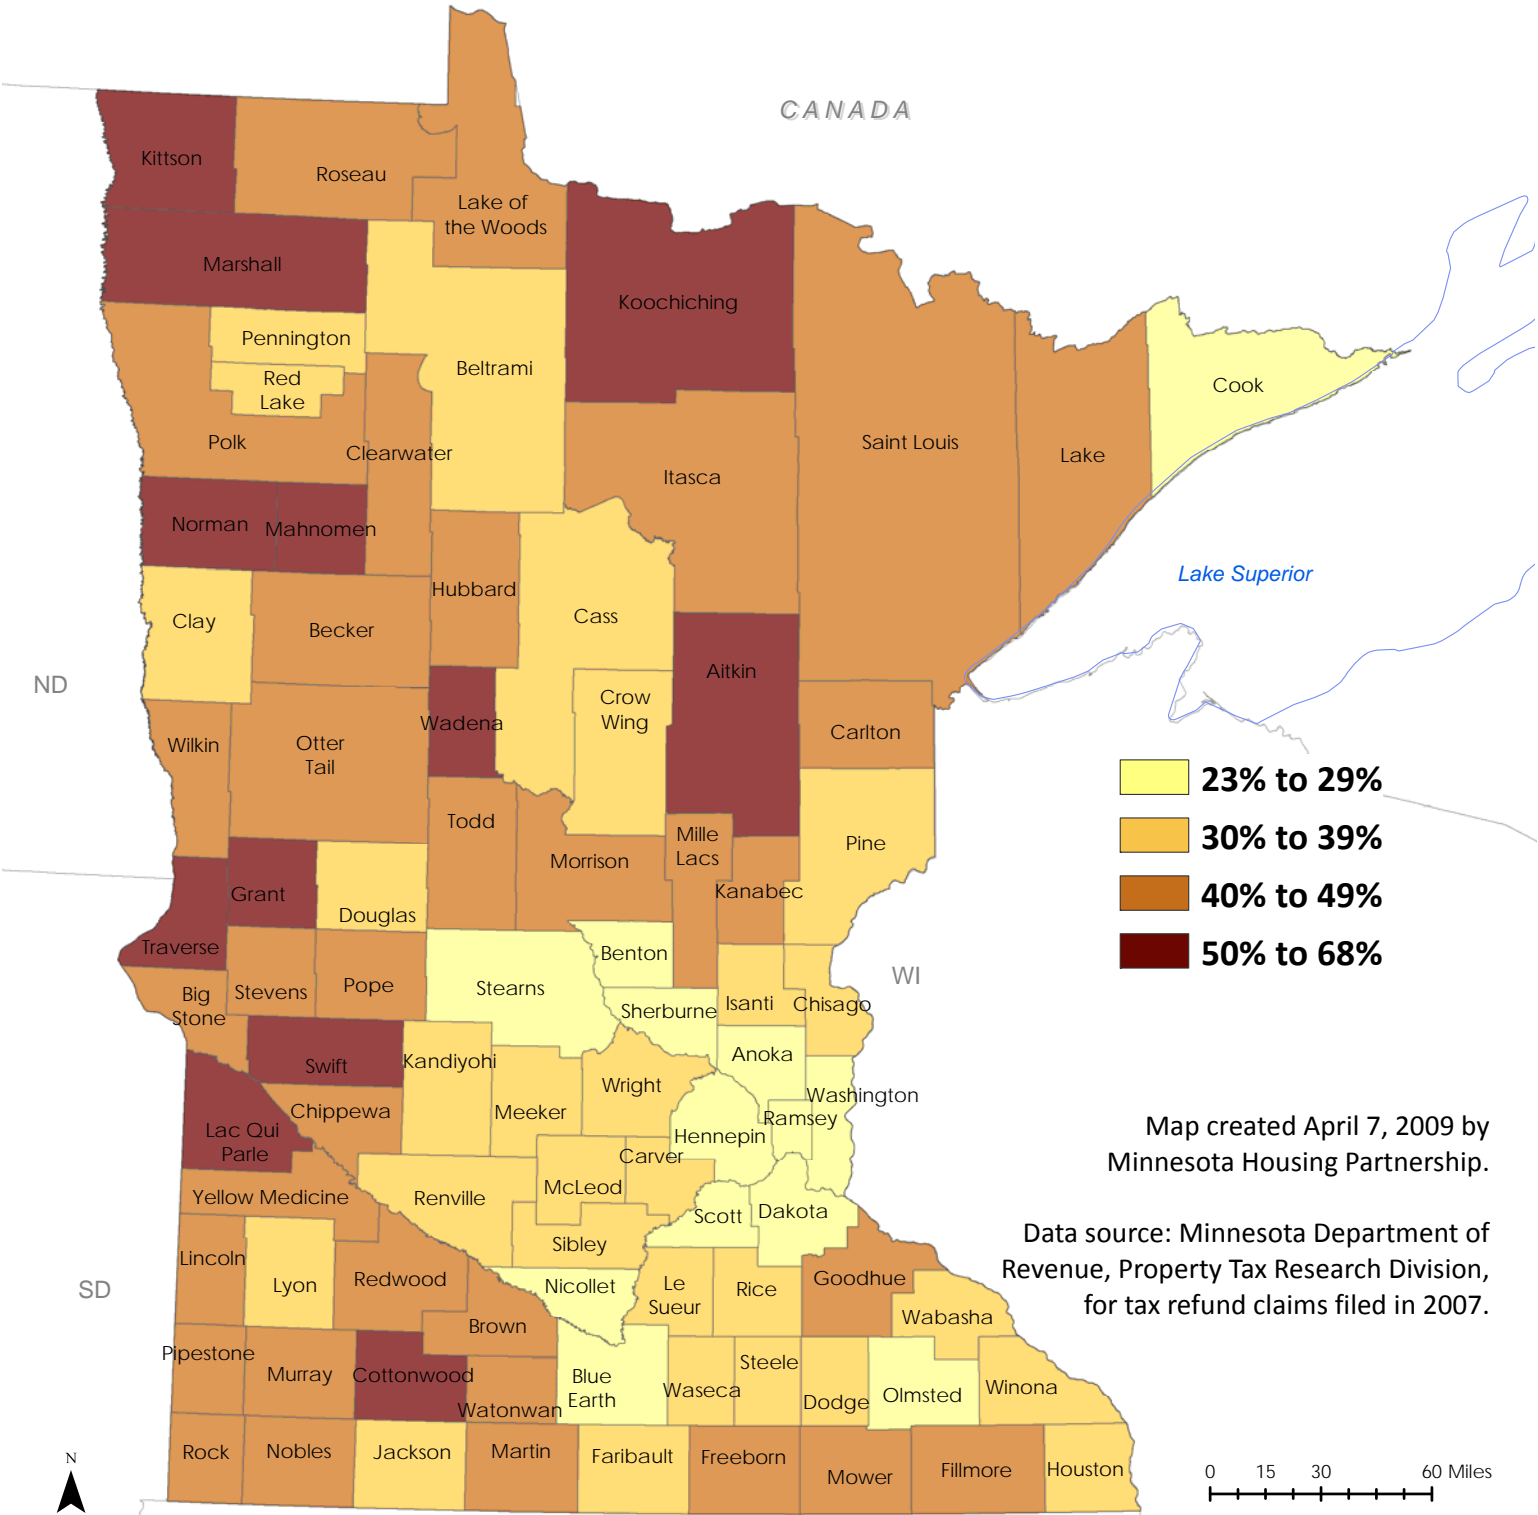 CANADA
Kittson
Roseau
Lake of
the Woods
Marshall
Koochiching
Pennington
Red
Lake
Beltrami
Cook
Polk
Clearwater
Saint Louis
Lake
Itasca
Norman
Mahnomen
Hubbard
Lake Superior
Clay
Becker
Cass
Aitkin
ND
Crow
Wing
Wadena
Carlton
Wilkin
Otter
Tail
23% to 29%
Todd
30% to 39%
Mille
Lacs
Pine
Morrison
Grant
Kanabec
40% to 49%
Douglas
Traverse
Benton
50% to 68%
WI
Big
Stone
Stevens
Pope
Stearns
Sherburne
Isanti
Chisago
Swift
Kandiyohi
Anoka
Wright
Washington
Chippewa
Meeker
Ramsey
Lac Qui
Parle
Hennepin
Carver
Map created April 7, 2009 by
Minnesota Housing Partnership.
Yellow Medicine
Renville
McLeod
Scott
Dakota
Data source: Minnesota Department of
Revenue, Property Tax Research Division,
for tax refund claims filed in 2007.
Lincoln
Sibley
SD
Lyon
Redwood
Nicollet
Le
Sueur
Rice
Goodhue
Wabasha
Brown
Pipestone
Murray
Cottonwood
Watonwan
Blue
Earth
Waseca
Steele
Dodge
Olmsted
Winona
N
Rock
Nobles
Jackson
Martin
Faribault
Freeborn
Mower
Fillmore
Houston
0 15 30 60 Miles